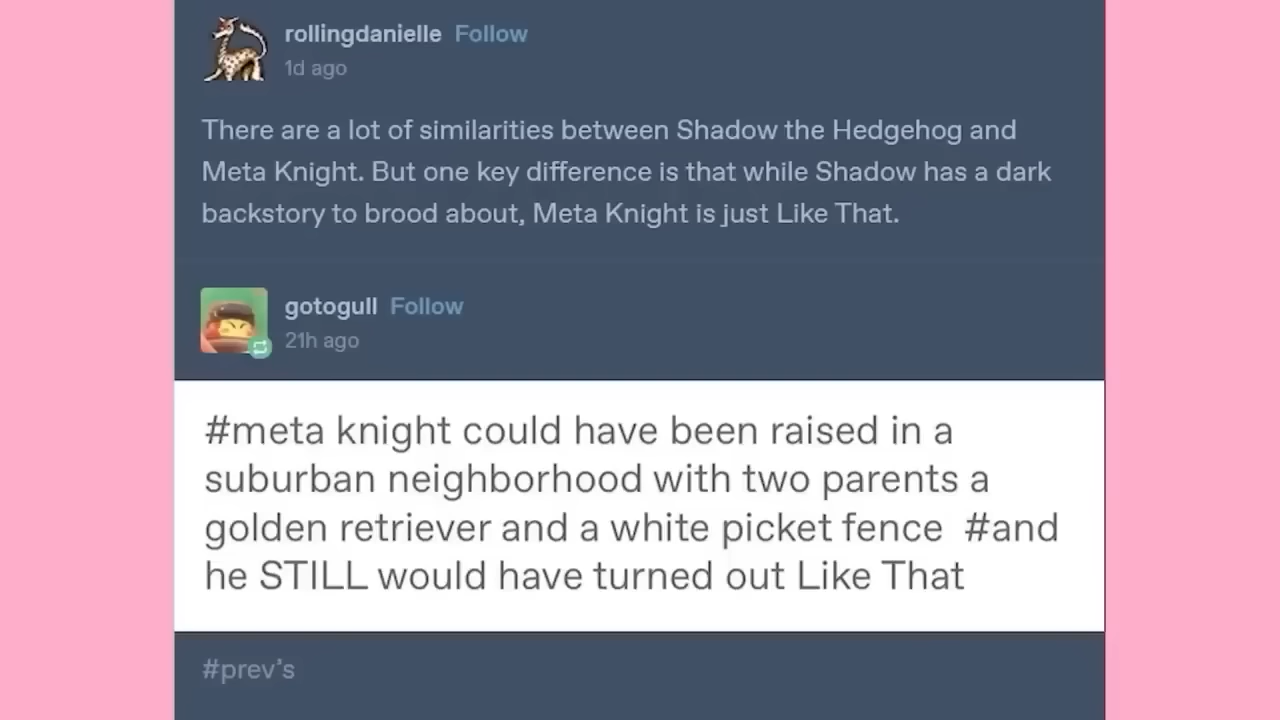 rollingdanielle Follow
1d ago
There are a lot of similarities between Shadow the Hedgehog and
Meta Knight. But one key difference is that while Shadow has a dark
backstory to brood about, Meta Knight is just Like That.
gotogull Follow
21h ago
#meta knight could have been raised in a
suburban neighborhood with two parents a
golden retriever and a white picket fence  #and
he STILL would have turned out Like That
#prev’s